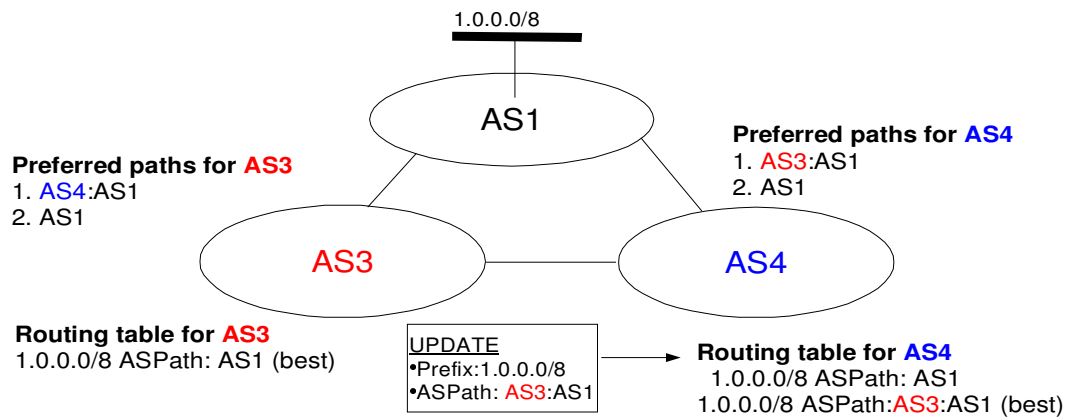 1.0.0.0/8
AS1
Preferred paths for AS3
1. AS4:AS1
2. AS1
Preferred paths for AS4
1. AS3:AS1
2. AS1
AS3
AS4
Routing table for AS3
1.0.0.0/8 ASPath: AS1 (best)
UPDATE
•Prefix:1.0.0.0/8
•ASPath: AS3:AS1
Routing table for AS4
1.0.0.0/8 ASPath: AS1
1.0.0.0/8 ASPath:AS3:AS1 (best)